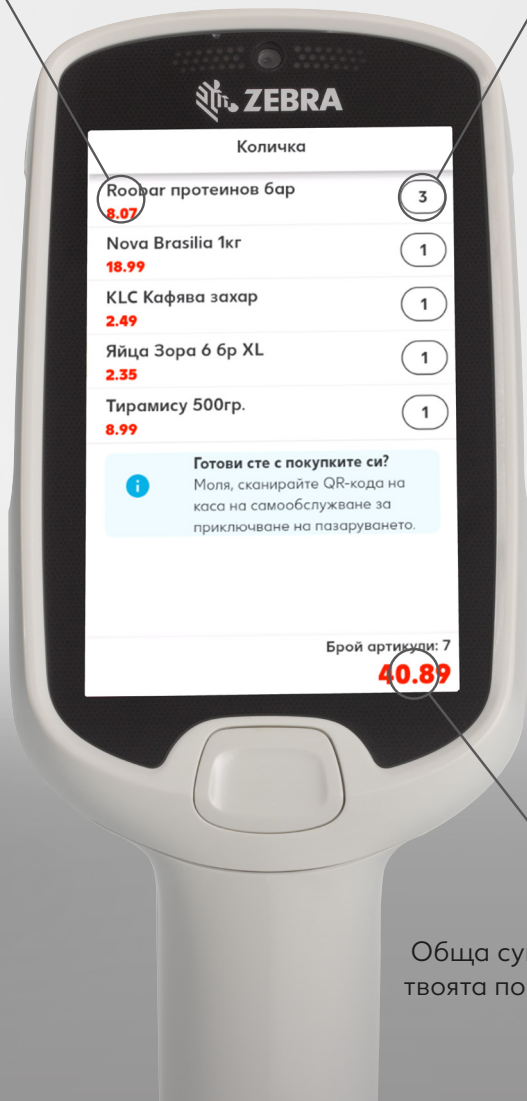 ZEBRA
Количка
Roobar протеинов бар
3
8.07
Nova Brasilia 1кг
1
18.99
KLC Кафява захар
1
2.49
Яйца Зора 6 бр XL
1
2.35
Тирамису 500гр.
1
8.99
Готови сте с покупките си?
Моля, сканирайте QR-кода на
каса на самообслужване за
приключване на пазаруването.
Брой артикули: 7
40.89
Обща
твоята